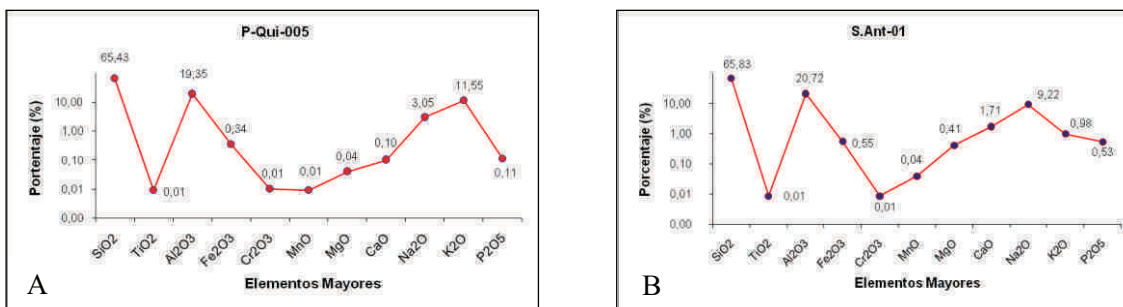 P-Qui-005
Portentaje (%)
10,00
1,00
0,10
0,01
0,00
65,43
0,01
19,35
0,34
0,01
0,01
0,04
0,10
3,05
11,55
0,11
SiO2
TiO2
Al2O3
Fe2O3
Cr2O3
MnO
MgO
CaO
Na2O
K2O
P2O5
Elementos Mayores
A
S.Ant-01
Porcentaje (%)
10,00
1,00
0,10
0,01
0,00
65,83
0,01
20,72
0,55
0,01
0,04
0,41
1,71
9,22
0,98
0,53
SiO2
TiO2
Al2O3
Fe2O3
Cr2O3
MnO
MgO
CaO
Na2O
K2O
P2O5
Elementos Mayores
B